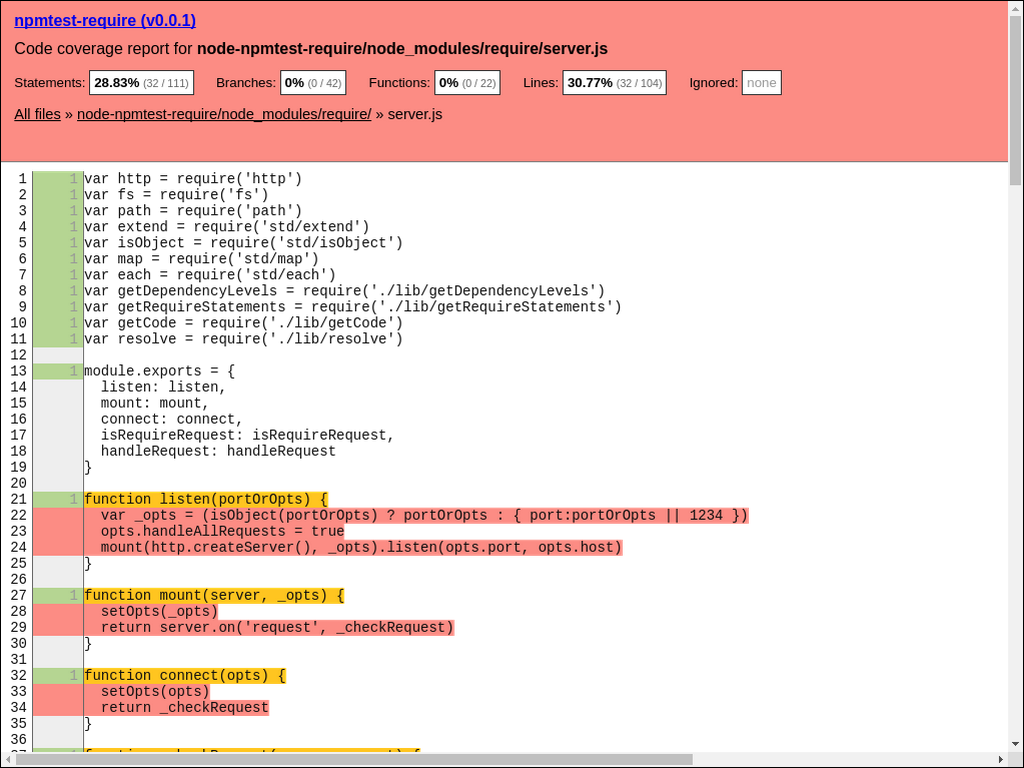 npmtest-require (v0.0.1)
Code coverage report for node-npmtest-require/node_modules/require/server.js
Statements: 28.83% (32 / 111) Branches: 0% (0 / 42) Functions: 0% (0 / 22) Lines: 30.77% (32 / 104) Ignored: none
All files » node-npmtest-require/node_modules/require/ » server.js
1 1 var http = require('http')
2 1 var fs = require('fs')
3 1 var path = require('path')
4 1 var extend = require('std/extend')
5 1 var isObject = require('std/isObject')
6 1 var map = require('std/map')
7 1 var each = require('std/each')
8 1 var getDependencyLevels = require('./lib/getDependencyLevels')
9 1 var getRequireStatements = require('./lib/getRequireStatements')
10 1 var getCode = require('./lib/getCode')
11 1 var resolve = require('./lib/resolve')
12
13 1 module.exports = {
14 listen: listen,
15 mount: mount,
16 connect: connect,
17 isRequireRequest: isRequireRequest,
18 handleRequest: handleRequest
19 }
20
21 1 function listen(portOrOpts) {
22 var _opts = (isObject(portOrOpts) ? portOrOpts : { port:portOrOpts || 1234 })
23 opts.handleAllRequests = true
24 mount(http.createServer(), _opts).listen(opts.port, opts.host)
25 }
26
27 1 function mount(server, _opts) {
28 setOpts(_opts)
29 return server.on('request', _checkRequest)
30 }
31
32 1 function connect(opts) {
33 setOpts(opts)
34 return _checkRequest
35 }
36